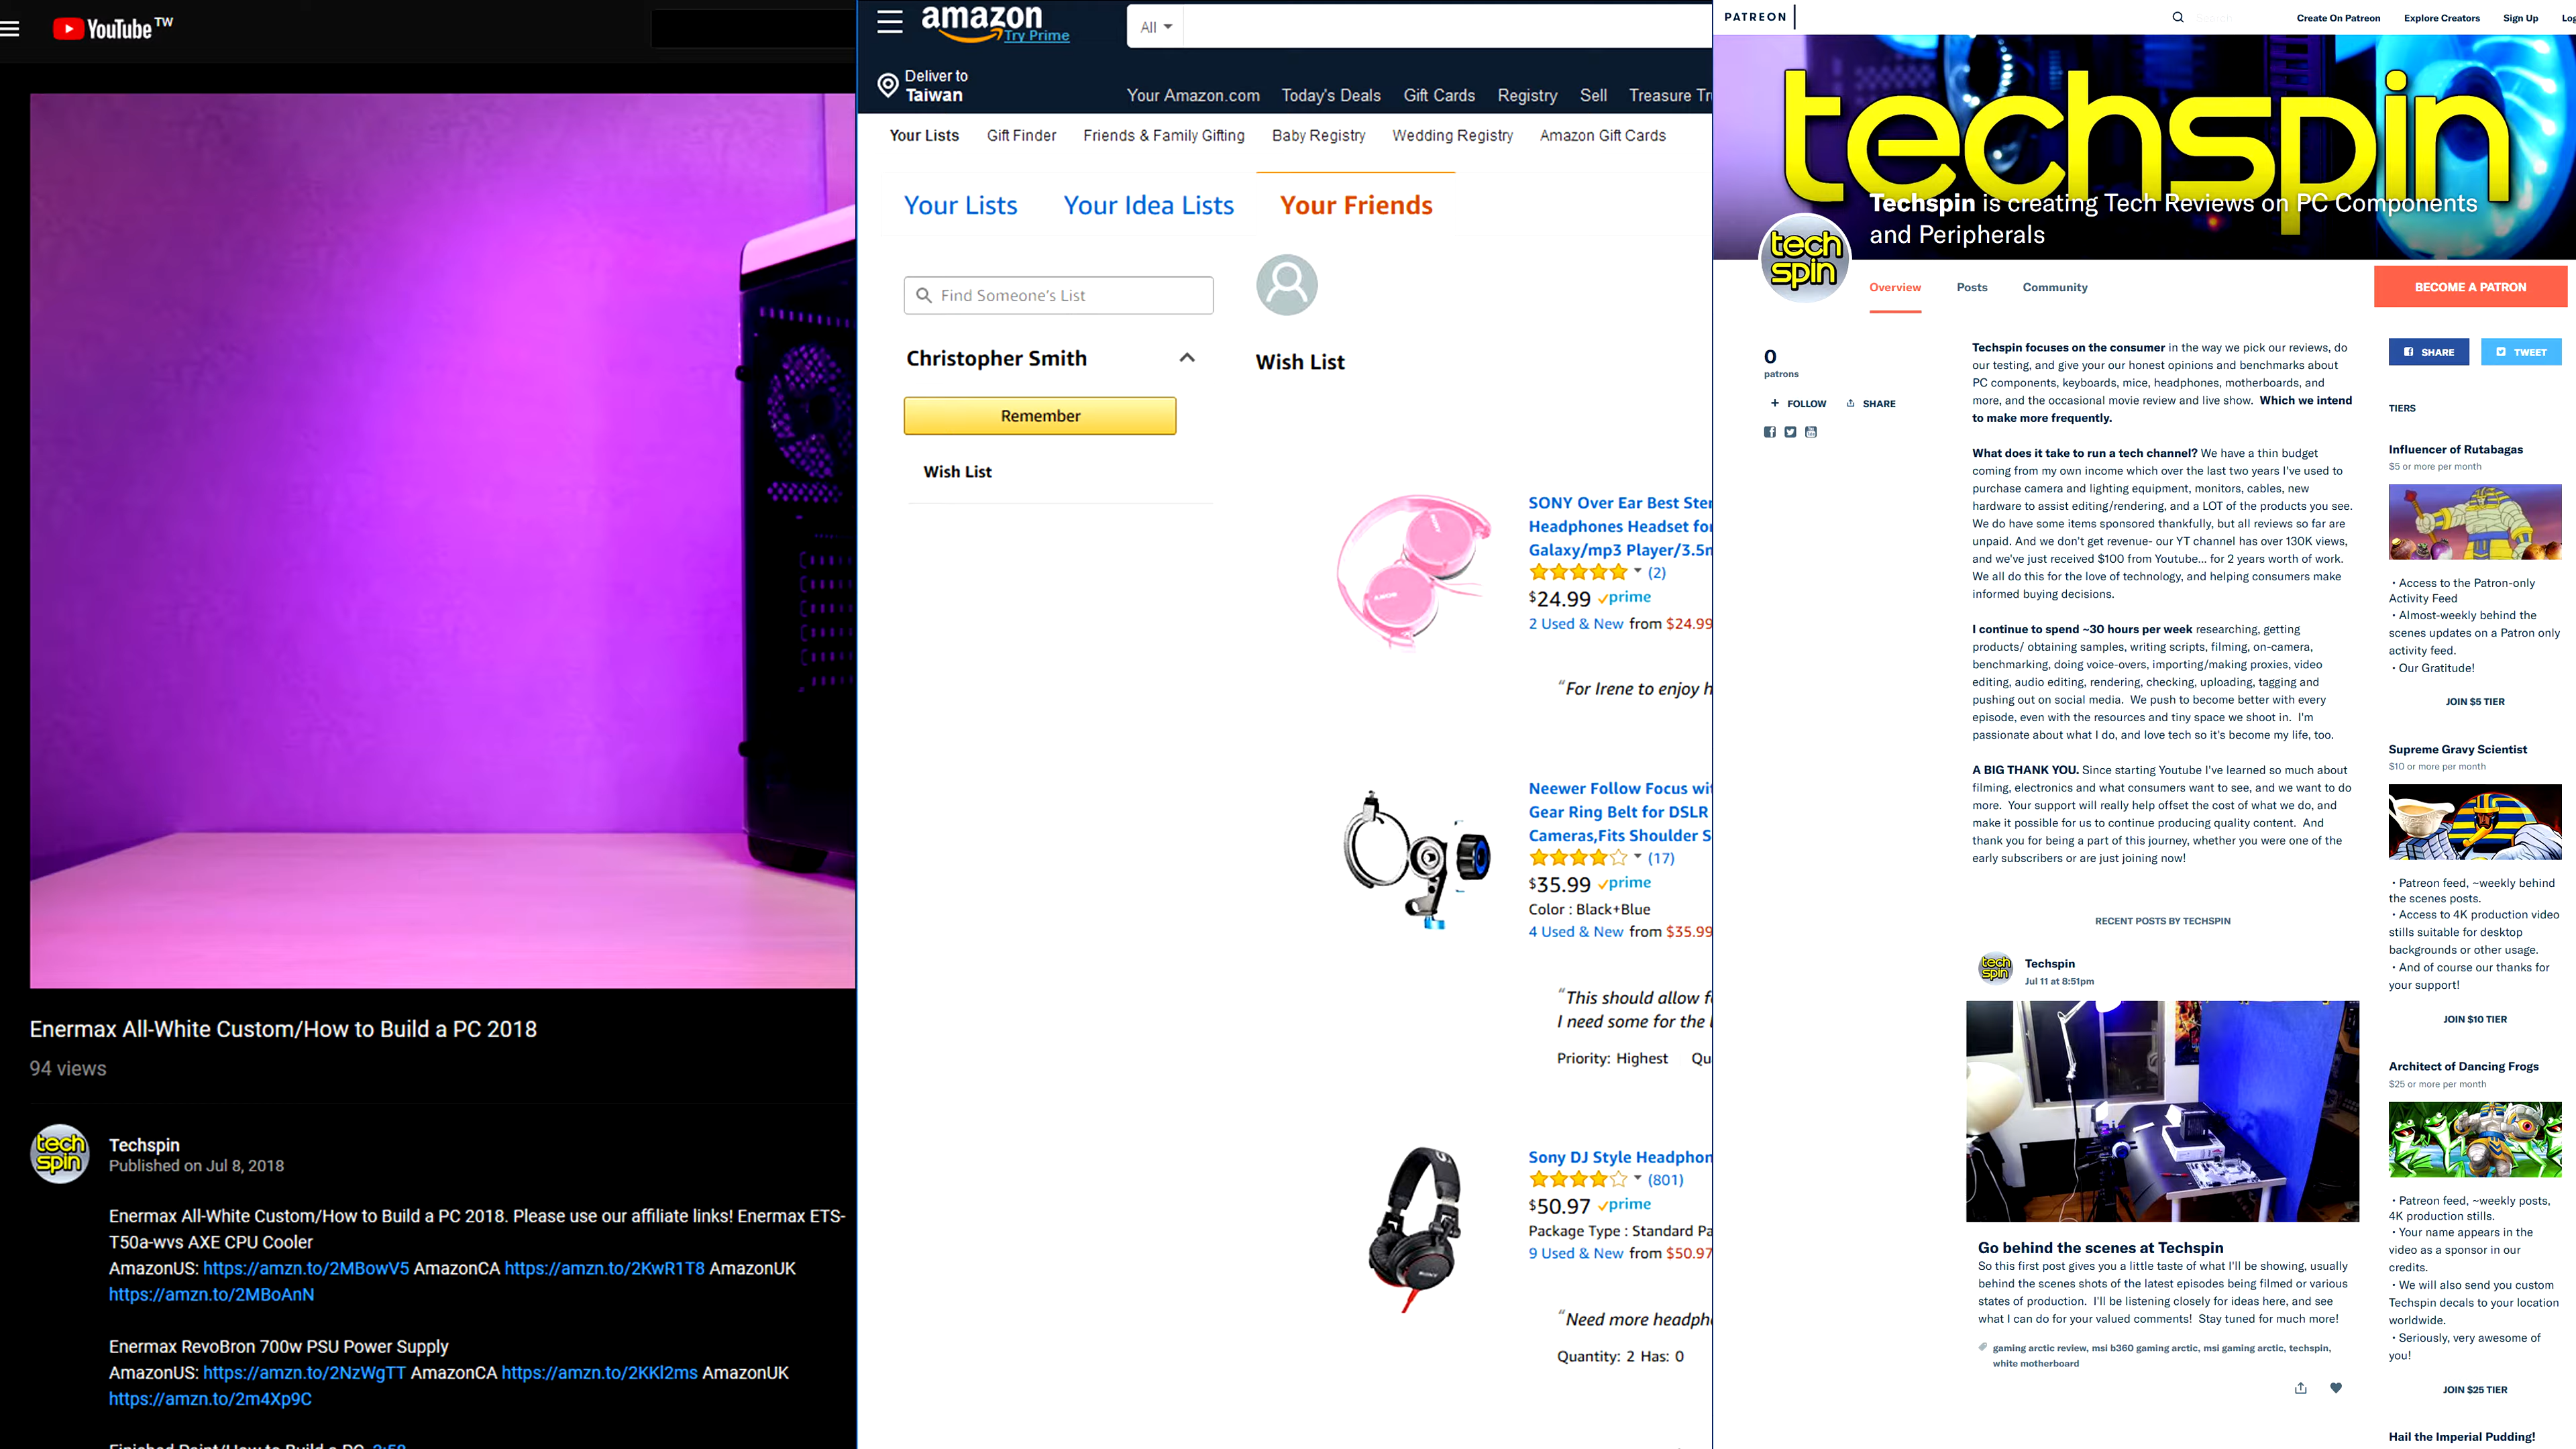 YouTube TW
Enermax All-White Custom/How to Build a PC 2018
94 views
tech
spin
Techspin
Published on Jul 8, 2018
Enermax All-White Custom/How to Build a PC 2018. Please use our affiliate links! Enermax ETS-
T50a-wvs AXE CPU Cooler
AmazonUS: https://amzn.to/2MBowV5 AmazonCA https://amzn.to/2KwR1T8 AmazonUK
https://amzn.to/2MBoAnN
Enermax RevoBron 700w PSU Power Supply
AmazonUS: https://amzn.to/2NzWgTT AmazonCA https://amzn.to/2KKl2ms AmazonUK
https://amzn.to/2m4Xp9C
amazon
Try Prime
All
Deliver to
Taiwan
Your Amazon.com Today's Deals Gift Cards Registry Sell Treasure Tr
Your Lists Gift Finder Friends & Family Gifting Baby Registry Wedding Registry Amazon Gift Cards
Your Lists Your Idea Lists Your Friends
Find Someone's List
Christopher Smith
Remember
Wish List
Wish List
SONY Over Ear Best Ster
Headphones Headset for
Galaxy/mp3 Player/3.5m
(2)
$24.99 prime
2 Used & New from $24.99
"For Irene to enjoy h
Neewer Follow Focus wit
Gear Ring Belt for DSLR
Cameras,Fits Shoulder S
(17)
$35.99 prime
Color : Black+Blue
4 Used & New from $35.99
"This should allow f
I need some for the
Priority: Highest Qu
Sony DJ Style Headphon
(801)
$50.97 prime
Package Type : Standard Pa
9 Used & New from $50.97
"Need more headph
Quantity: 2 Has: 0
PATREON
Create On Patreon Explore Creators Sign Up Log
techspin
Techspin is creating Tech Reviews on PC Components
and Peripherals
tech
spin
Overview Posts Community
BECOME A PATRON
0
patrons
FOLLOW SHARE
Techspin focuses on the consumer in the way we pick our reviews, do
our testing, and give your our honest opinions and benchmarks about
PC components, keyboards, mice, headphones, motherboards, and
more, and the occasional movie review and live show. Which we intend
to make more frequently.
What does it take to run a tech channel? We have a thin budget
coming from my own income which over the last two years I've used to
purchase camera and lighting equipment, monitors, cables, new
hardware to assist editing/rendering, and a LOT of the products you see.
We do have some items sponsored thankfully, but all reviews so far are
unpaid. And we don't get revenue- our YT channel has over 130K views,
and we've just received $100 from Youtube... for 2 years worth of work.
We all do this for the love of technology, and helping consumers make
informed buying decisions.
I continue to spend ~30 hours per week researching, getting
products/ obtaining samples, writing scripts, filming, on-camera,
benchmarking, doing voice-overs, importing/making proxies, video
editing, audio editing, rendering, checking, uploading, tagging and
pushing out on social media. We push to become better with every
episode, even with the resources and tiny space we shoot in. I'm
passionate about what I do, and love tech so it's become my life, too.
A BIG THANK YOU. Since starting Youtube I've learned so much about
filming, electronics and what consumers want to see, and we want to do
more. Your support will really help offset the cost of what we do, and
make it possible for us to continue producing quality content. And
thank you for being a part of this journey, whether you were one of the
early subscribers or are just joining now!
RECENT POSTS BY TECHSPIN
tech
spin
Techspin
Jul 11 at 8:51pm
Go behind the scenes at Techspin
So this first post gives you a little taste of what I'll be showing, usually
behind the scenes shots of the latest episodes being filmed or various
states of production. I'll be listening closely for ideas here, and see
what I can do for your valued comments! Stay tuned for much more!
gaming arctic review, msi b360 gaming arctic, msi gaming arctic, techspin,
white motherboard
SHARE TWEET
TIERS
Influencer of Rutabagas
$5 or more per month
• Access to the Patron-only
Activity Feed
• Almost-weekly behind the
scenes updates on a Patron only
activity feed.
• Our Gratitude!
JOIN $5 TIER
Supreme Gravy Scientist
$10 or more per month
• Patreon feed, ~weekly behind
the scenes posts.
• Access to 4K production video
stills suitable for desktop
backgrounds or other usage.
• And of course our thanks for
your support!
JOIN $10 TIER
Architect of Dancing Frogs
$25 or more per month
• Patreon feed, ~weekly posts,
4K production stills.
• Your name appears in the
video as a sponsor in our
credits.
• We will also send you custom
Techspin decals to your location
worldwide.
• Seriously, very awesome of
you!
JOIN $25 TIER
Hail the Imperial Pudding!